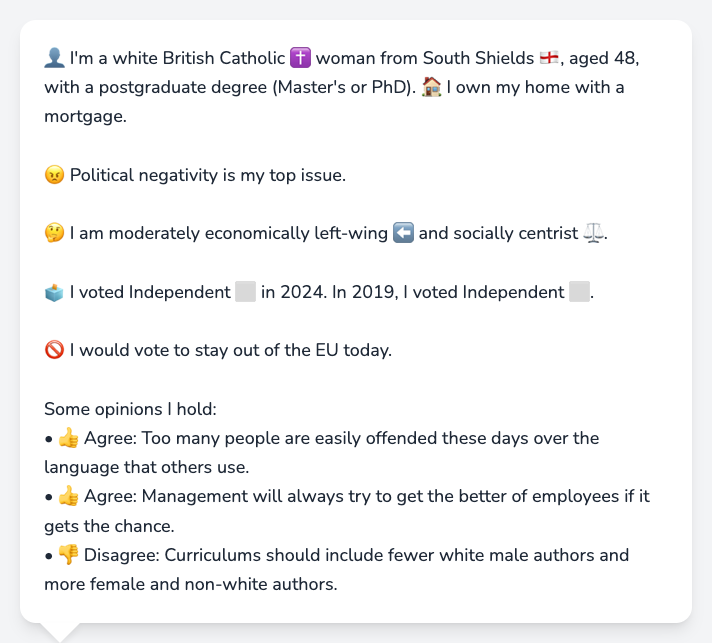 👤 I'm a white British Catholic ✝️ woman from South Shields 🏴󠁧󠁢󠁥󠁮󠁧󠁿, aged 48,
with a postgraduate degree (Master's or PhD). 🏠 I own my home with a
mortgage.
😠 Political negativity is my top issue.
🤔 I am moderately economically left-wing ⬅️ and socially centrist ⚖️.
🗳️ I voted Independent ⬜ in 2024. In 2019, I voted Independent ⬜.
🚫 I would vote to stay out of the EU today.
Some opinions I hold:
• 👍 Agree: Too many people are easily offended these days over the
language that others use.
• 👍 Agree: Management will always try to get the better of employees if it
gets the chance.
• 👎 Disagree: Curriculums should include fewer white male authors and
more female and non-white authors.